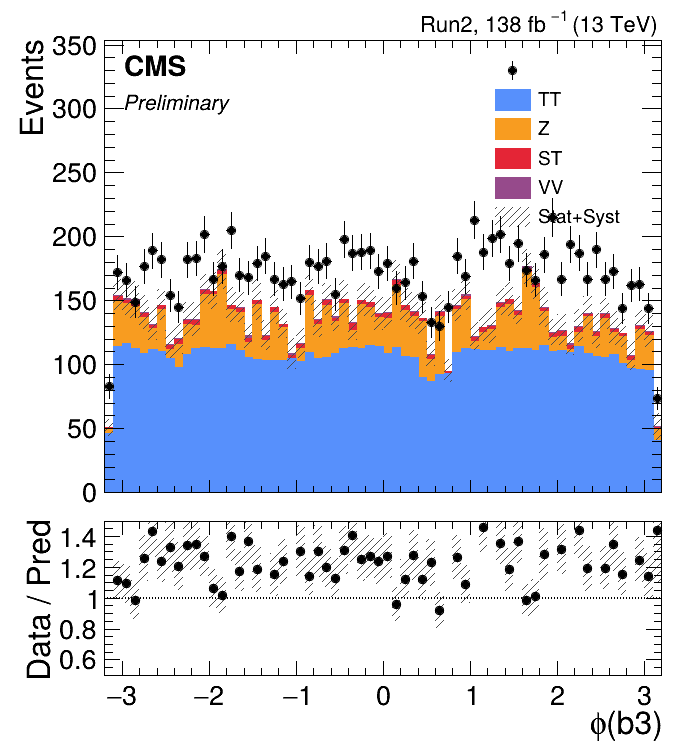 Run2, 138 fb⁻¹ (13 TeV)
CMS
Preliminary
Events
350
300
250
200
150
100
50
0
TT
Z
ST
VV
Stat+Syst
Data / Pred
1.4
1.2
1
0.8
0.6
−3 −2 −1 0 1 2 3
ϕ(b3)